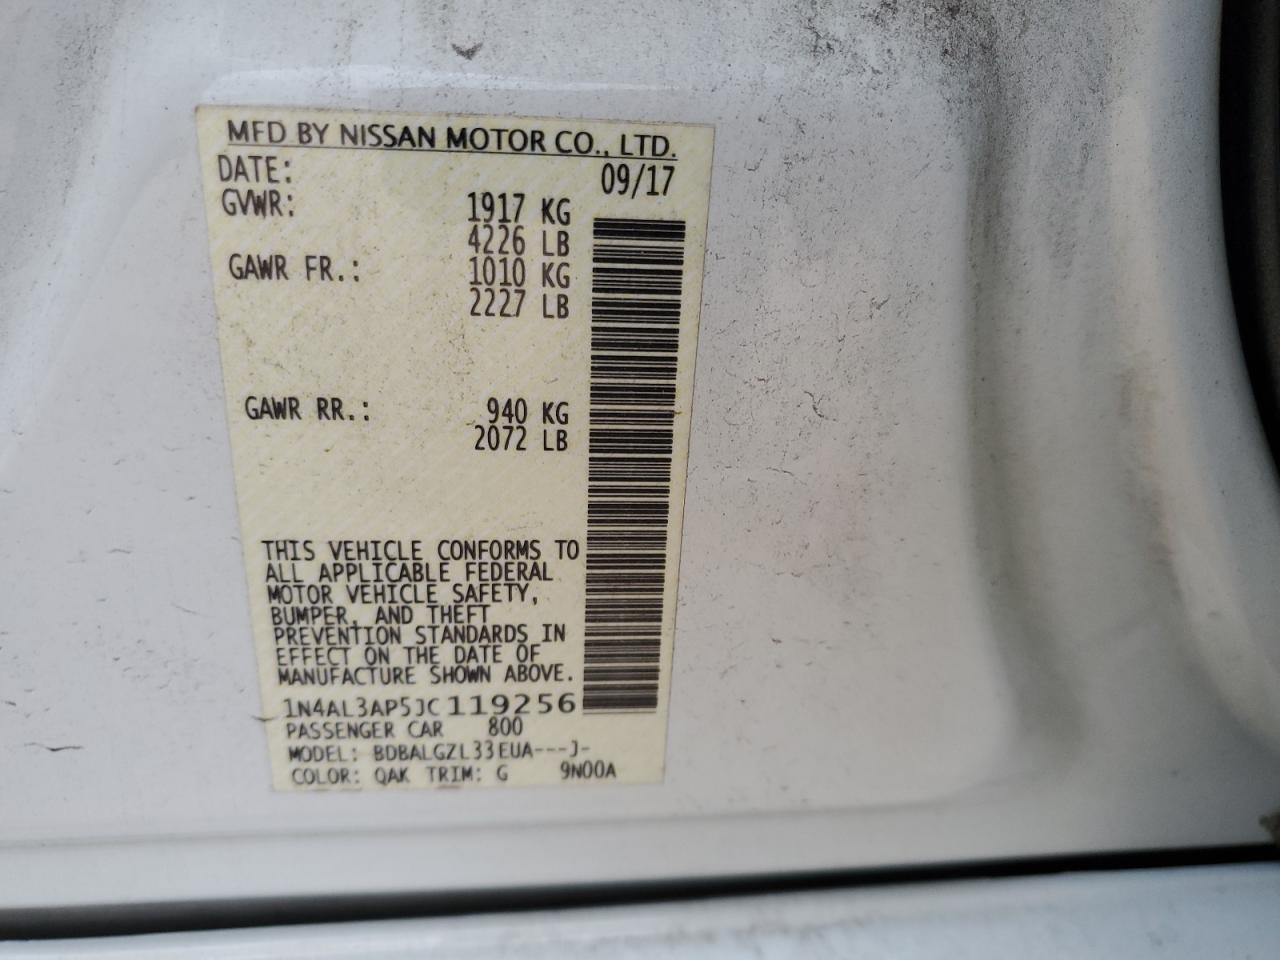 MFD BY NISSAN MOTOR CO., LTD.
DATE: 09/17
GVWR: 1917 KG
4226 LB
GAWR FR.: 1010 KG
2227 LB
GAWR RR.: 940 KG
2072 LB
THIS VEHICLE CONFORMS TO
ALL APPLICABLE FEDERAL
MOTOR VEHICLE SAFETY,
BUMPER, AND THEFT
PREVENTION STANDARDS IN
EFFECT ON THE DATE OF
MANUFACTURE SHOWN ABOVE.
1N4AL3AP5JC119256
PASSENGER CAR 800
MODEL: BDBALGZL33EUA---J-
COLOR: QAK TRIM: G 9N00A